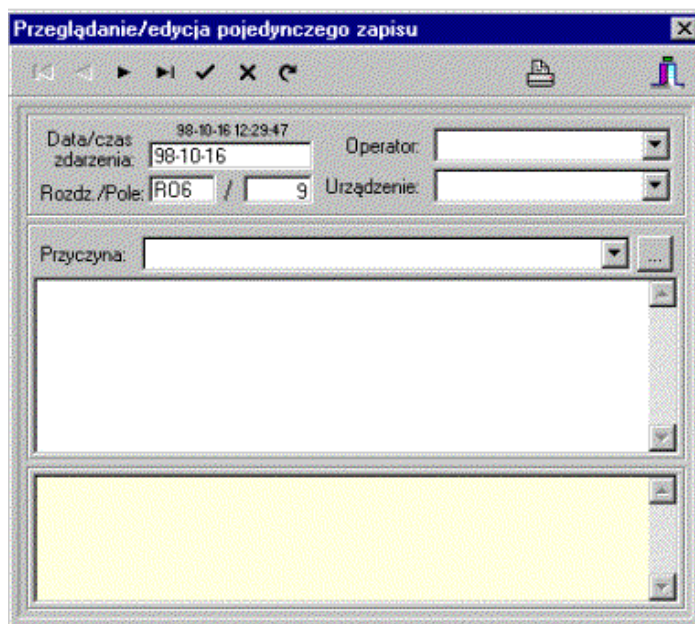 Przeglądanie/edycja pojedynczego zapisu
98-10-16 12:29:47
Data/czas zdarzenia: 98-10-16 Operator:
Rozdz./Pole: RO6 / 9 Urządzenie:
Przyczyna: ...